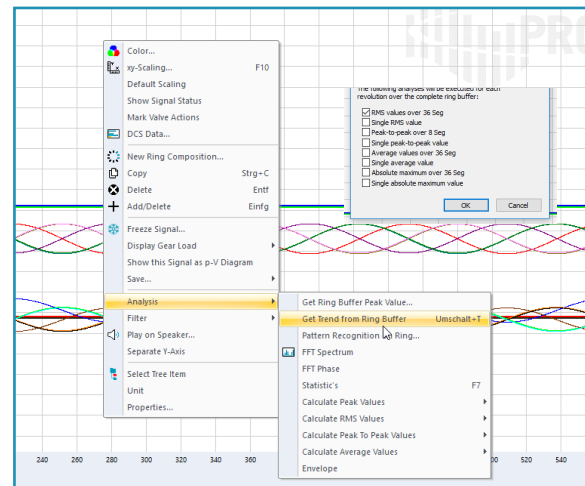 PRO
The following analyses will be executed for each
revolution over the complete ring buffer:
RMS values over 36 Seg
Single RMS value
Peak-to-peak over 8 Seg
Single peak-to-peak value
Average values over 36 Seg
Single average value
Absolute maximum over 36 Seg
Single absolute maximum value
OK Cancel
Color...
xy-Scaling... F10
Default Scaling
Show Signal Status
Mark Valve Actions
DCS Data...
New Ring Composition...
Copy Strg+C
Delete Entf
Add/Delete Einfg
Freeze Signal...
Display Gear Load
Show this Signal as p-V Diagram
Save...
Analysis
Filter
Play on Speaker...
Separate Y-Axis
Select Tree Item
Unit
Properties...
Get Ring Buffer Peak Value...
Get Trend from Ring Buffer Umschalt+T
Pattern Recognition Ring...
FFT Spectrum
FFT Phase
Statistic's F7
Calculate Peak Values
Calculate RMS Values
Calculate Peak To Peak Values
Calculate Average Values
Envelope
240 260 280 300 320 340 360 520 540